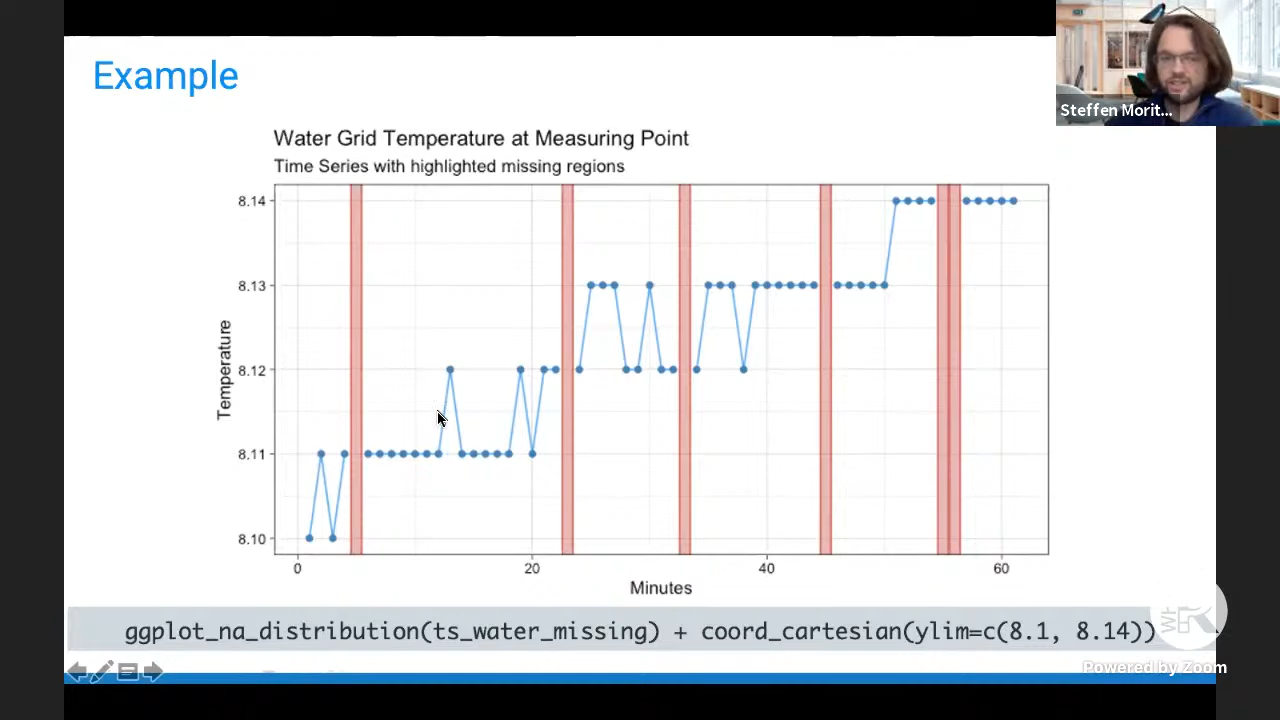 Example
Steffen Morit...
Water Grid Temperature at Measuring Point
Time Series with highlighted missing regions
8.14
8.13
8.12
8.11
8.10
Temperature
0 20 40 60
Minutes
ggplot_na_distribution(ts_water_missing) + coord_cartesian(ylim=c(8.1, 8.14))
WHY R
Powered by Zoom